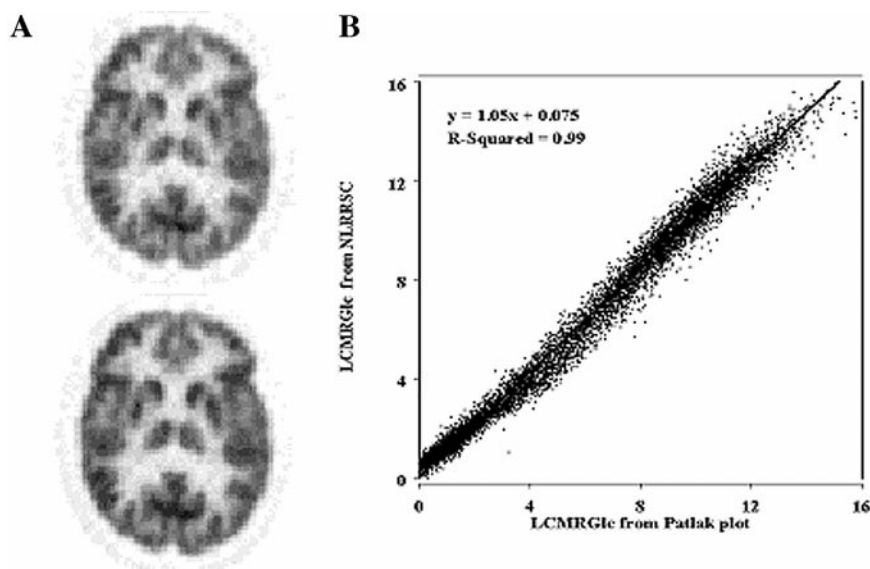 A
B
16
12
8
4
0
y = 1.05x + 0.075
R-Squared = 0.99
LCMRGlc from NLRRSC
0 4 8 12 16
LCMRGlc from Patlak plot